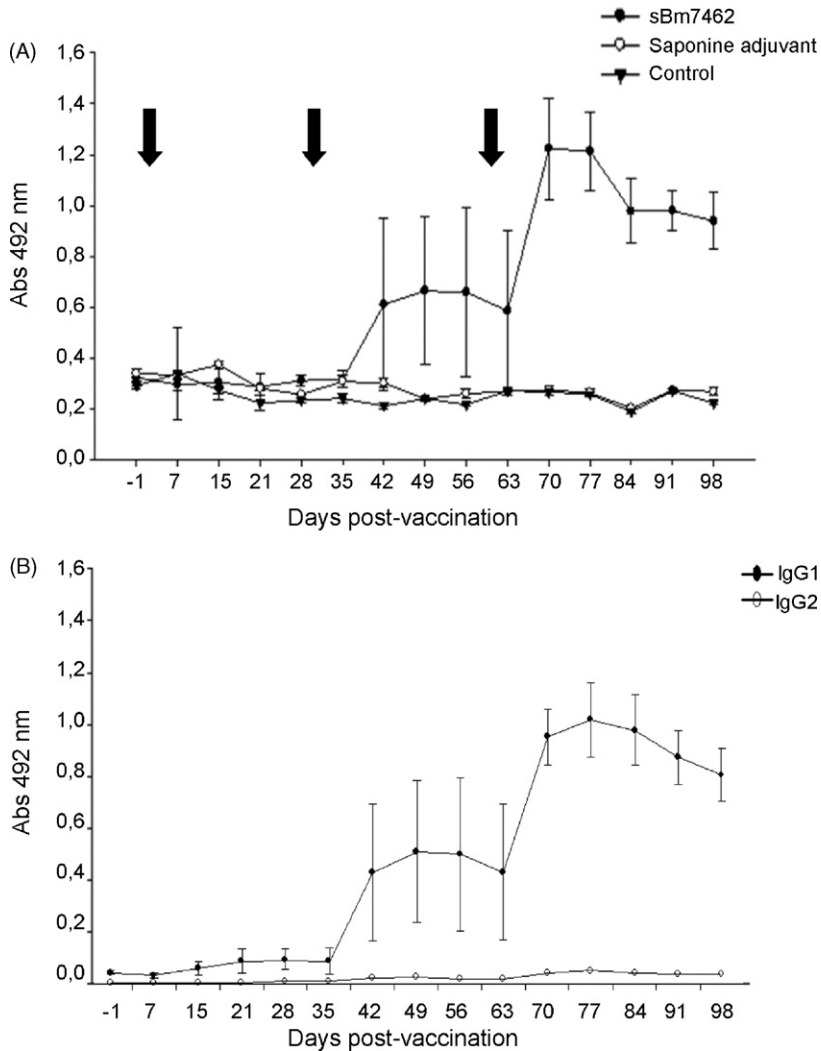 sBm7462
Saponine adjuvant
Control
(A)
1,6
1,4
1,2
1,0
0,8
0,6
0,4
0,2
0,0
Abs 492 nm
-1 7 15 21 28 35 42 49 56 63 70 77 84 91 98
Days post-vaccination
(B)
IgG1
IgG2
1,6
1,4
1,2
1,0
0,8
0,6
0,4
0,2
0,0
Abs 492 nm
-1 7 15 21 28 35 42 49 56 63 70 77 84 91 98
Days post-vaccination